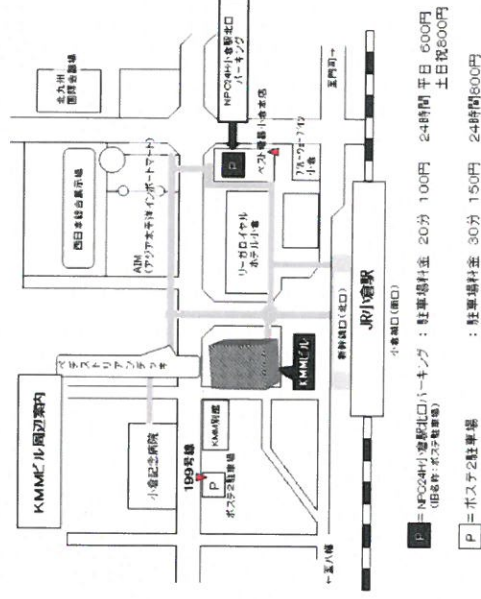 KMMビル周辺案内
ペデストリアンデッキ
西日本総合展示場
北九州
国際会議場
AIM
(アジア太平洋インポートマート)
小倉記念病院
199号線
P
ポステ2駐車場
KMM別館
KMMビル
リーガロイヤル
ホテル小倉
NPC24H小倉駅北口
パーキング
P
ベスト電器小倉本店
ブルーウェーブイン
小倉
←至八幡
至門司→
新幹線口(北口)
JR小倉駅
小倉城口(南口)
P =NPC24H小倉駅北口パーキング : 駐車場料金 20分 100円 24時間 平日 600円
(旧名称:ポステ駐車場) 土日祝800円
P =ポステ2駐車場 : 駐車場料金 30分 150円 24時間800円